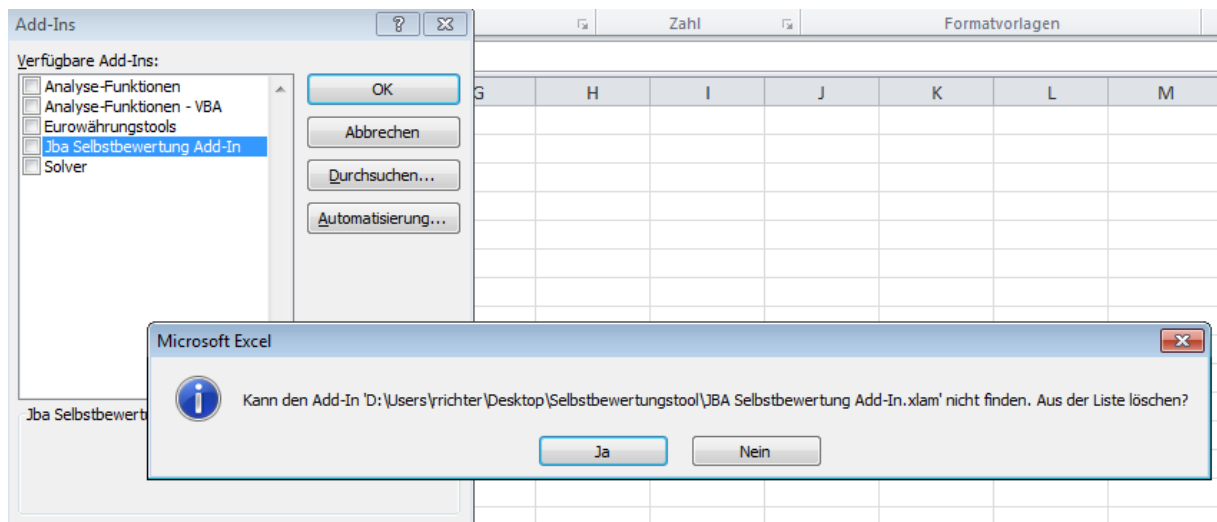 Add-Ins
Zahl
Formatvorlagen
Verfügbare Add-Ins:
Analyse-Funktionen
Analyse-Funktionen - VBA
Eurowährungstools
Jba Selbstbewertung Add-In
Solver
OK
Abbrechen
Durchsuchen...
Automatisierung...
G H I J K L M
Jba Selbstbewert
Microsoft Excel
Kann den Add-In 'D:\Users\rrichter\Desktop\Selbstbewertungstool\JBA Selbstbewertung Add-In.xlam' nicht finden. Aus der Liste löschen?
Ja
Nein